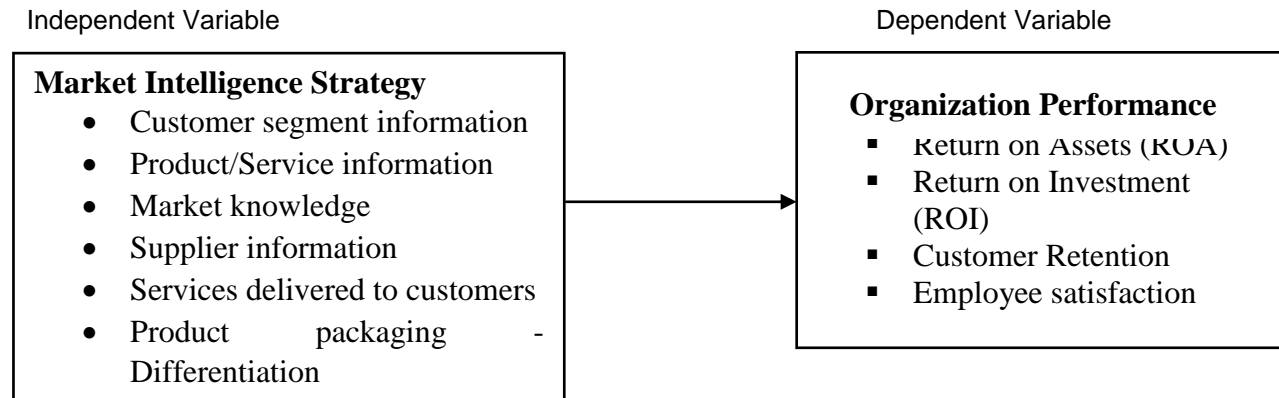 Independent Variable
Dependent Variable
Market Intelligence Strategy
• Customer segment information
• Product/Service information
• Market knowledge
• Supplier information
• Services delivered to customers
• Product packaging -
Differentiation
Organization Performance
▪ Return on Assets (ROA)
▪ Return on Investment
(ROI)
▪ Customer Retention
▪ Employee satisfaction